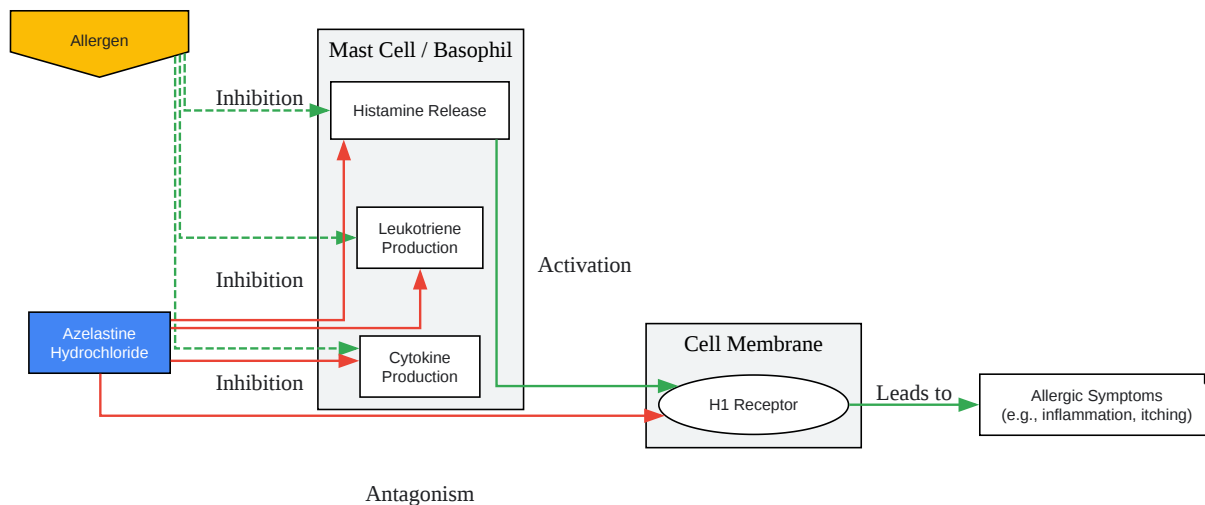 Allergen
Mast Cell / Basophil
Inhibition
Histamine Release
Leukotriene
Production
Activation
Inhibition
Azelastine
Hydrochloride
Cell Membrane
Cytokine
Production
Inhibition
Leads to
H1 Receptor
Allergic Symptoms
(e.g., inflammation, itching)
Antagonism